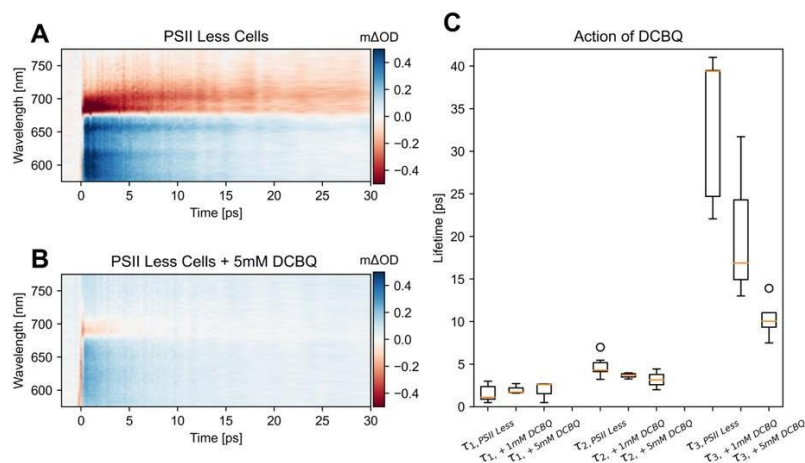 A
PSII Less Cells
mΔOD
Wavelength [nm]
750
700
650
600
0.4
0.2
0.0
−0.2
−0.4
0
5
10
15
20
25
30
Time [ps]
B
PSII Less Cells + 5mM DCBQ
mΔOD
Wavelength [nm]
750
700
650
600
0.4
0.2
0.0
−0.2
−0.4
0
5
10
15
20
25
30
Time [ps]
C
Action of DCBQ
Lifetime [ps]
40
35
30
25
20
15
10
5
0
τ1, PSII Less
τ1, + 1mM DCBQ
τ1, + 5mM DCBQ
τ2, PSII Less
τ2, + 1mM DCBQ
τ2, + 5mM DCBQ
τ3, PSII Less
τ3, + 1mM DCBQ
τ3, + 5mM DCBQ